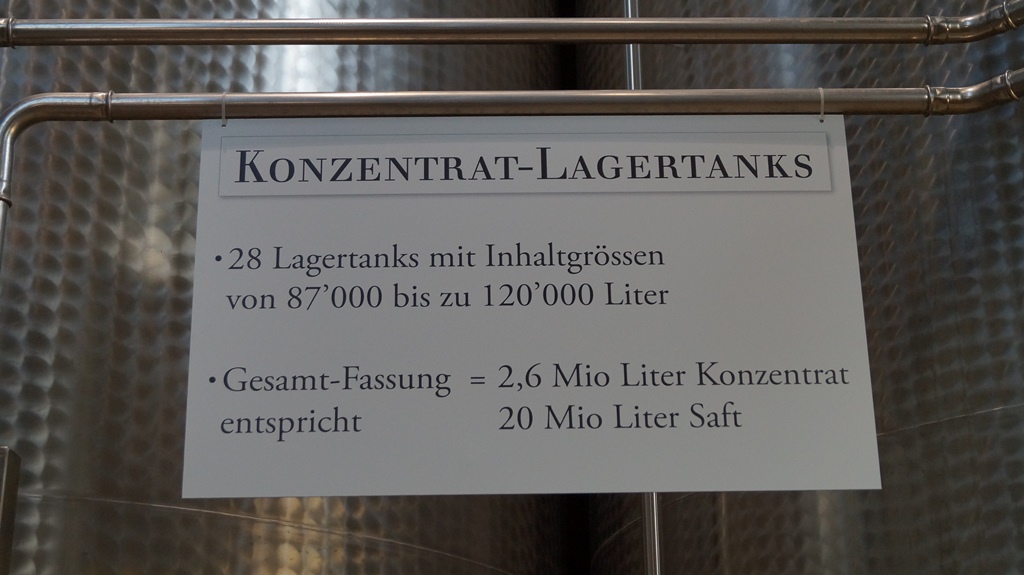 KONZENTRAT-LAGERTANKS
• 28 Lagertanks mit Inhaltgrössen
von 87'000 bis zu 120'000 Liter
• Gesamt-Fassung = 2,6 Mio Liter Konzentrat
entspricht 20 Mio Liter Saft